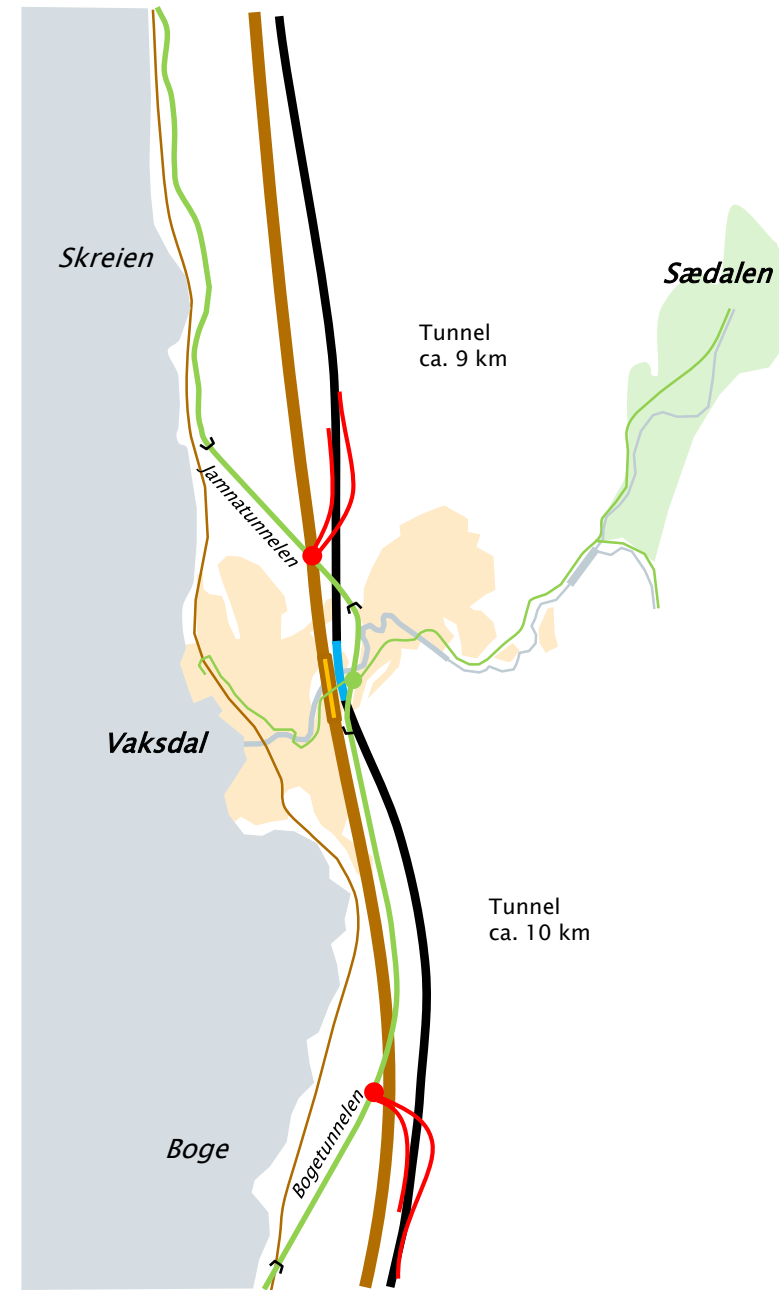 Skreien
Sædalen
Tunnel
ca. 9 km
Jamnatunnelen
Vaksdal
Tunnel
ca. 10 km
Bogetunnelen
Boge